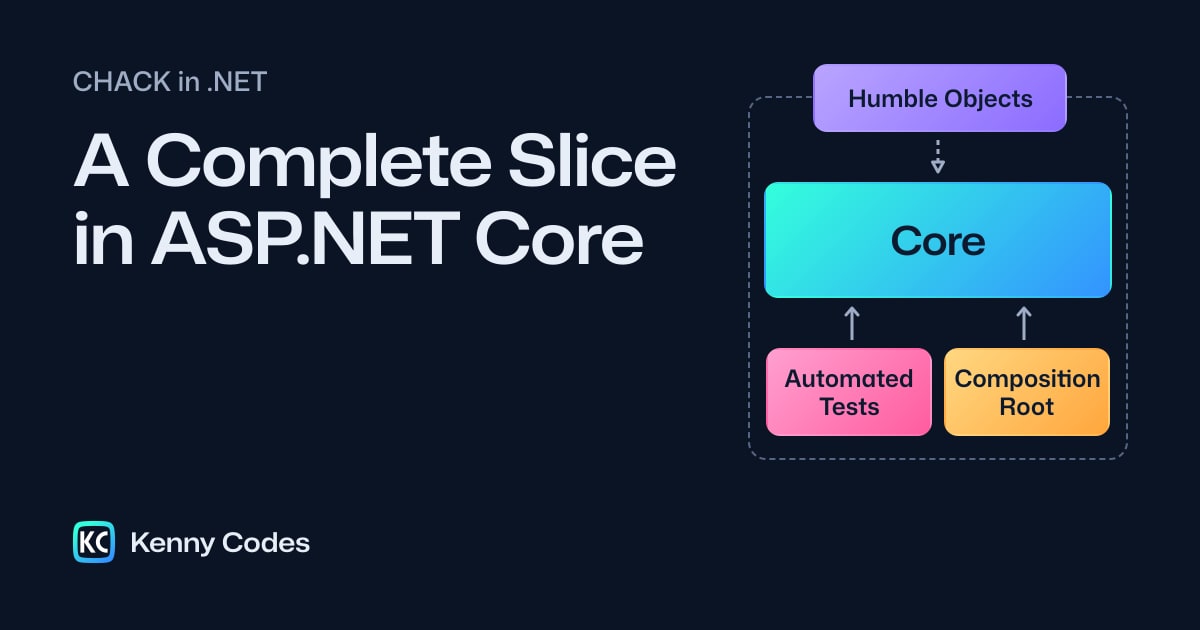 CHACK in .NET
A Complete Slice
in ASP.NET Core
Humble Objects
Core
Automated
Tests
Composition
Root
KC
Kenny Codes